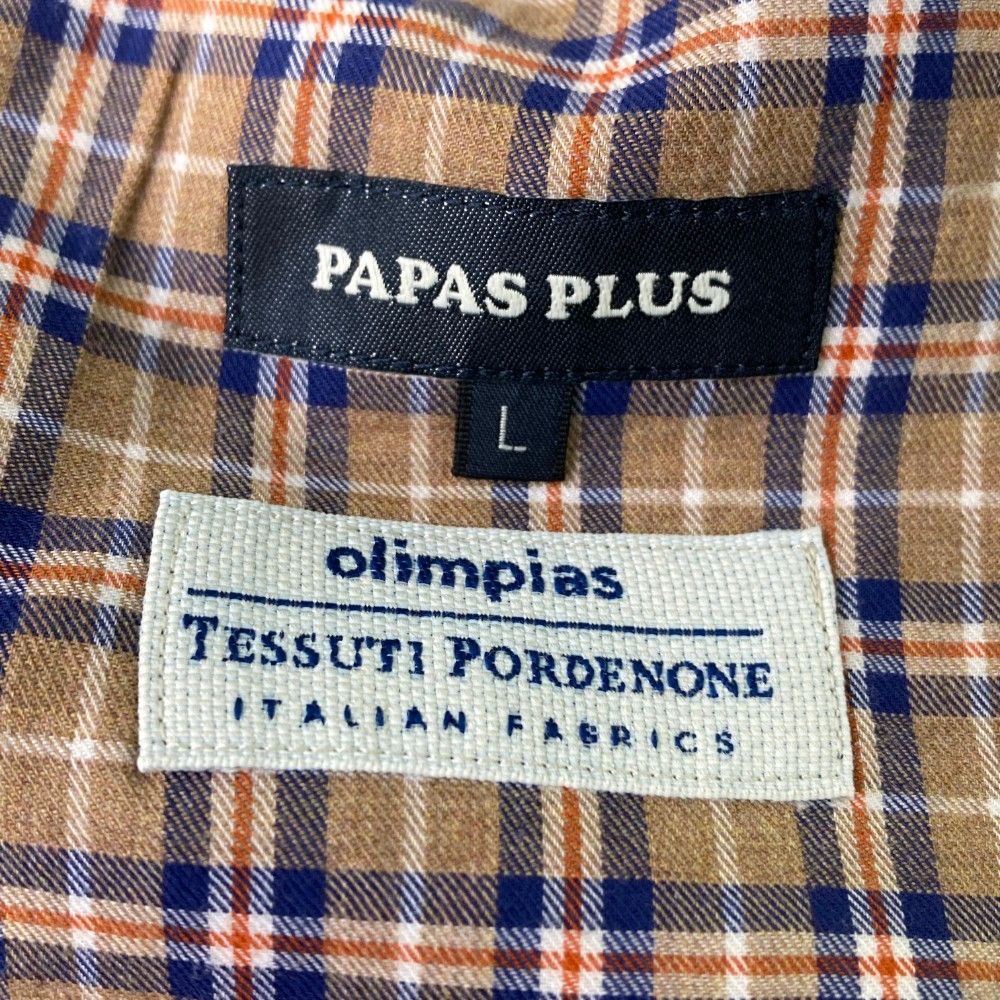 PAPAS PLUS
L
olimpias
TESSUTI PORDENONE
ITALIAN FABRICS